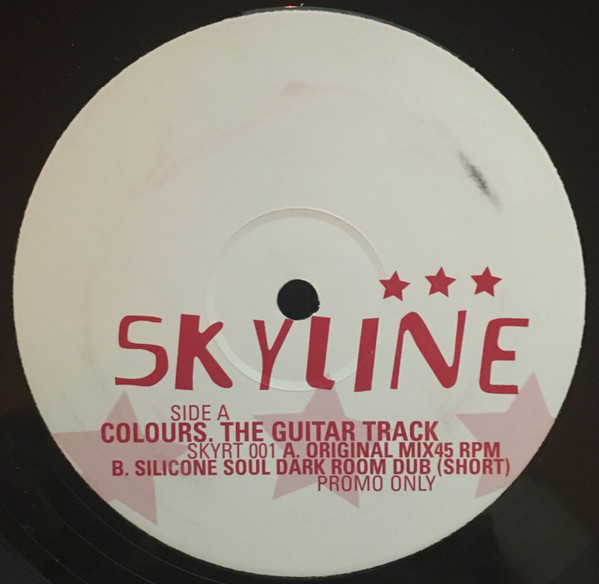 SKYLINE
SIDE A
COLOURS. THE GUITAR TRACK
SKYRT 001 A. ORIGINAL MIX45 RPM
B. SILICONE SOUL DARK ROOM DUB (SHORT)
PROMO ONLY